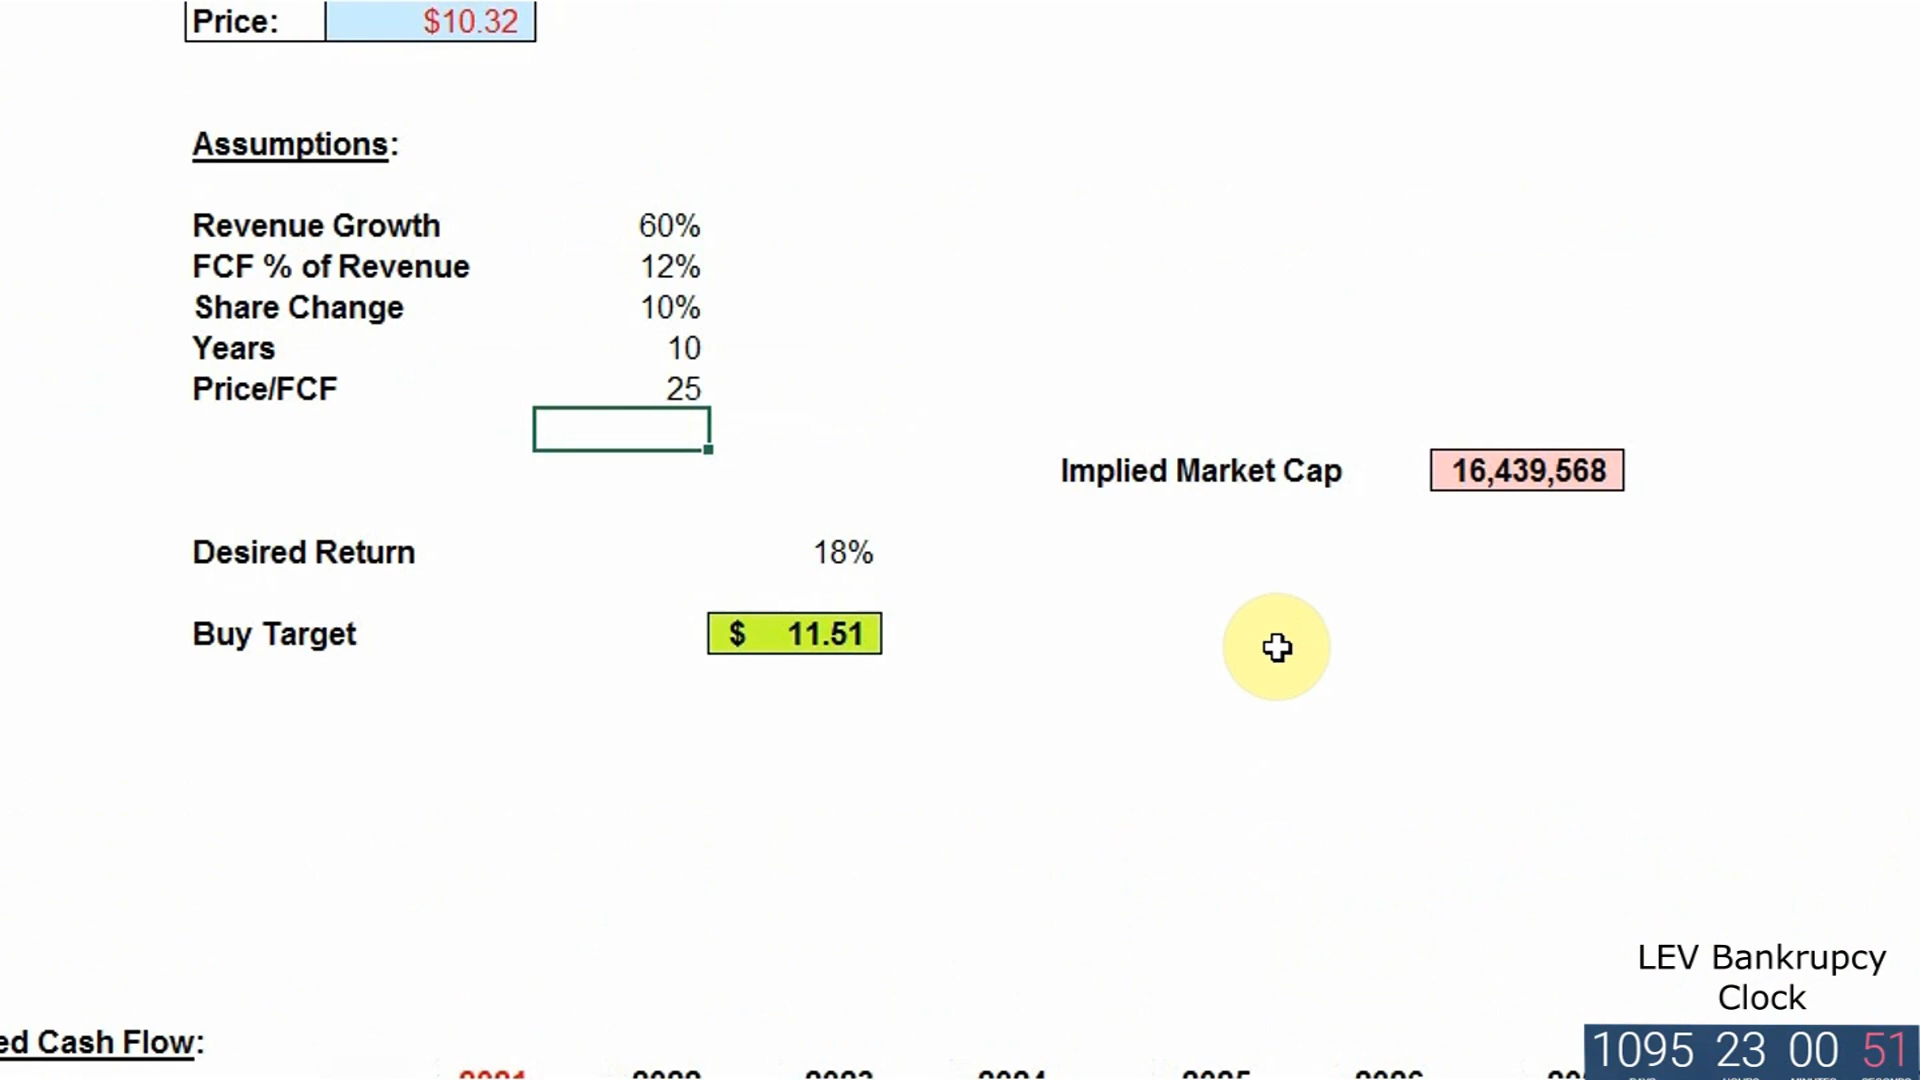 Price: $10.32
Assumptions:
Revenue Growth 60%
FCF % of Revenue 12%
Share Change 10%
Years 10
Price/FCF 25
Implied Market Cap 16,439,568
Desired Return 18%
Buy Target $ 11.51
LEV Bankrupcy
Clock
ed Cash Flow:
1095 23 00 51